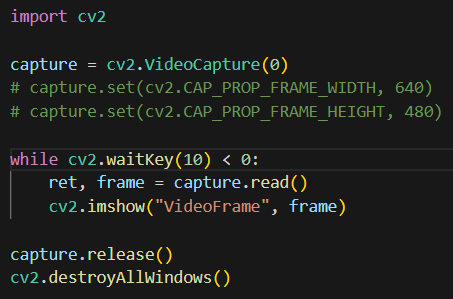 import cv2
capture = cv2.VideoCapture(0)
# capture.set(cv2.CAP_PROP_FRAME_WIDTH, 640)
# capture.set(cv2.CAP_PROP_FRAME_HEIGHT, 480)
while cv2.waitKey(10) < 0:
    ret, frame = capture.read()
    cv2.imshow("VideoFrame", frame)
capture.release()
cv2.destroyAllWindows()